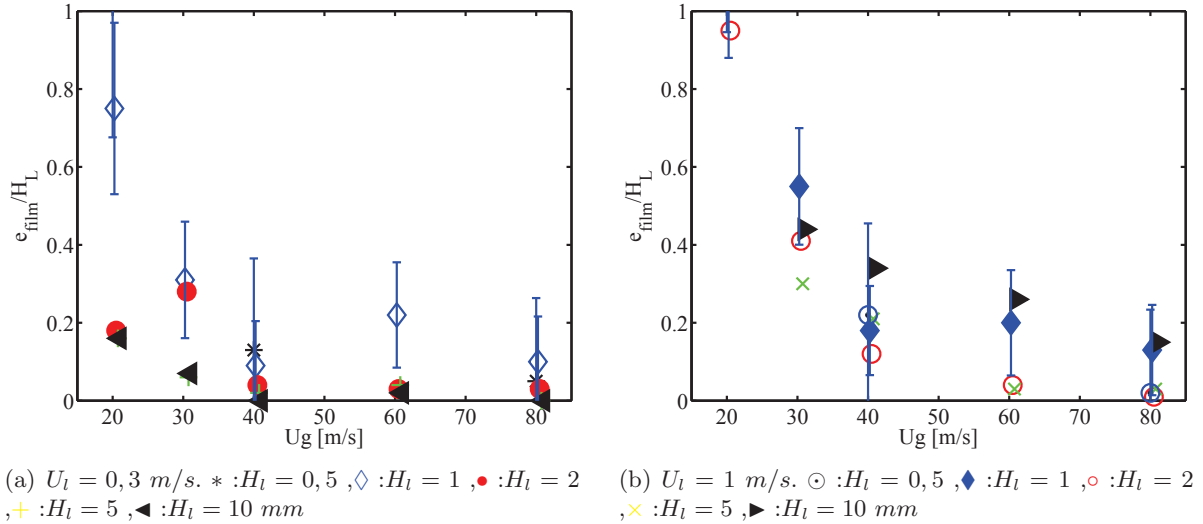 1
0.8
0.6
0.4
0.2
0
e_film/H_L
20 30 40 50 60 70 80
Ug [m/s]
(a) U_l = 0,3 m/s. ∗ :H_l = 0,5 ,◇ :H_l = 1 ,● :H_l = 2
,+ :H_l = 5 ,◀ :H_l = 10 mm
1
0.8
0.6
0.4
0.2
0
e_film/H_L
20 30 40 50 60 70 80
Ug [m/s]
(b) U_l = 1 m/s. ⊙ :H_l = 0,5 ,◆ :H_l = 1 ,○ :H_l = 2
,× :H_l = 5 ,▶ :H_l = 10 mm